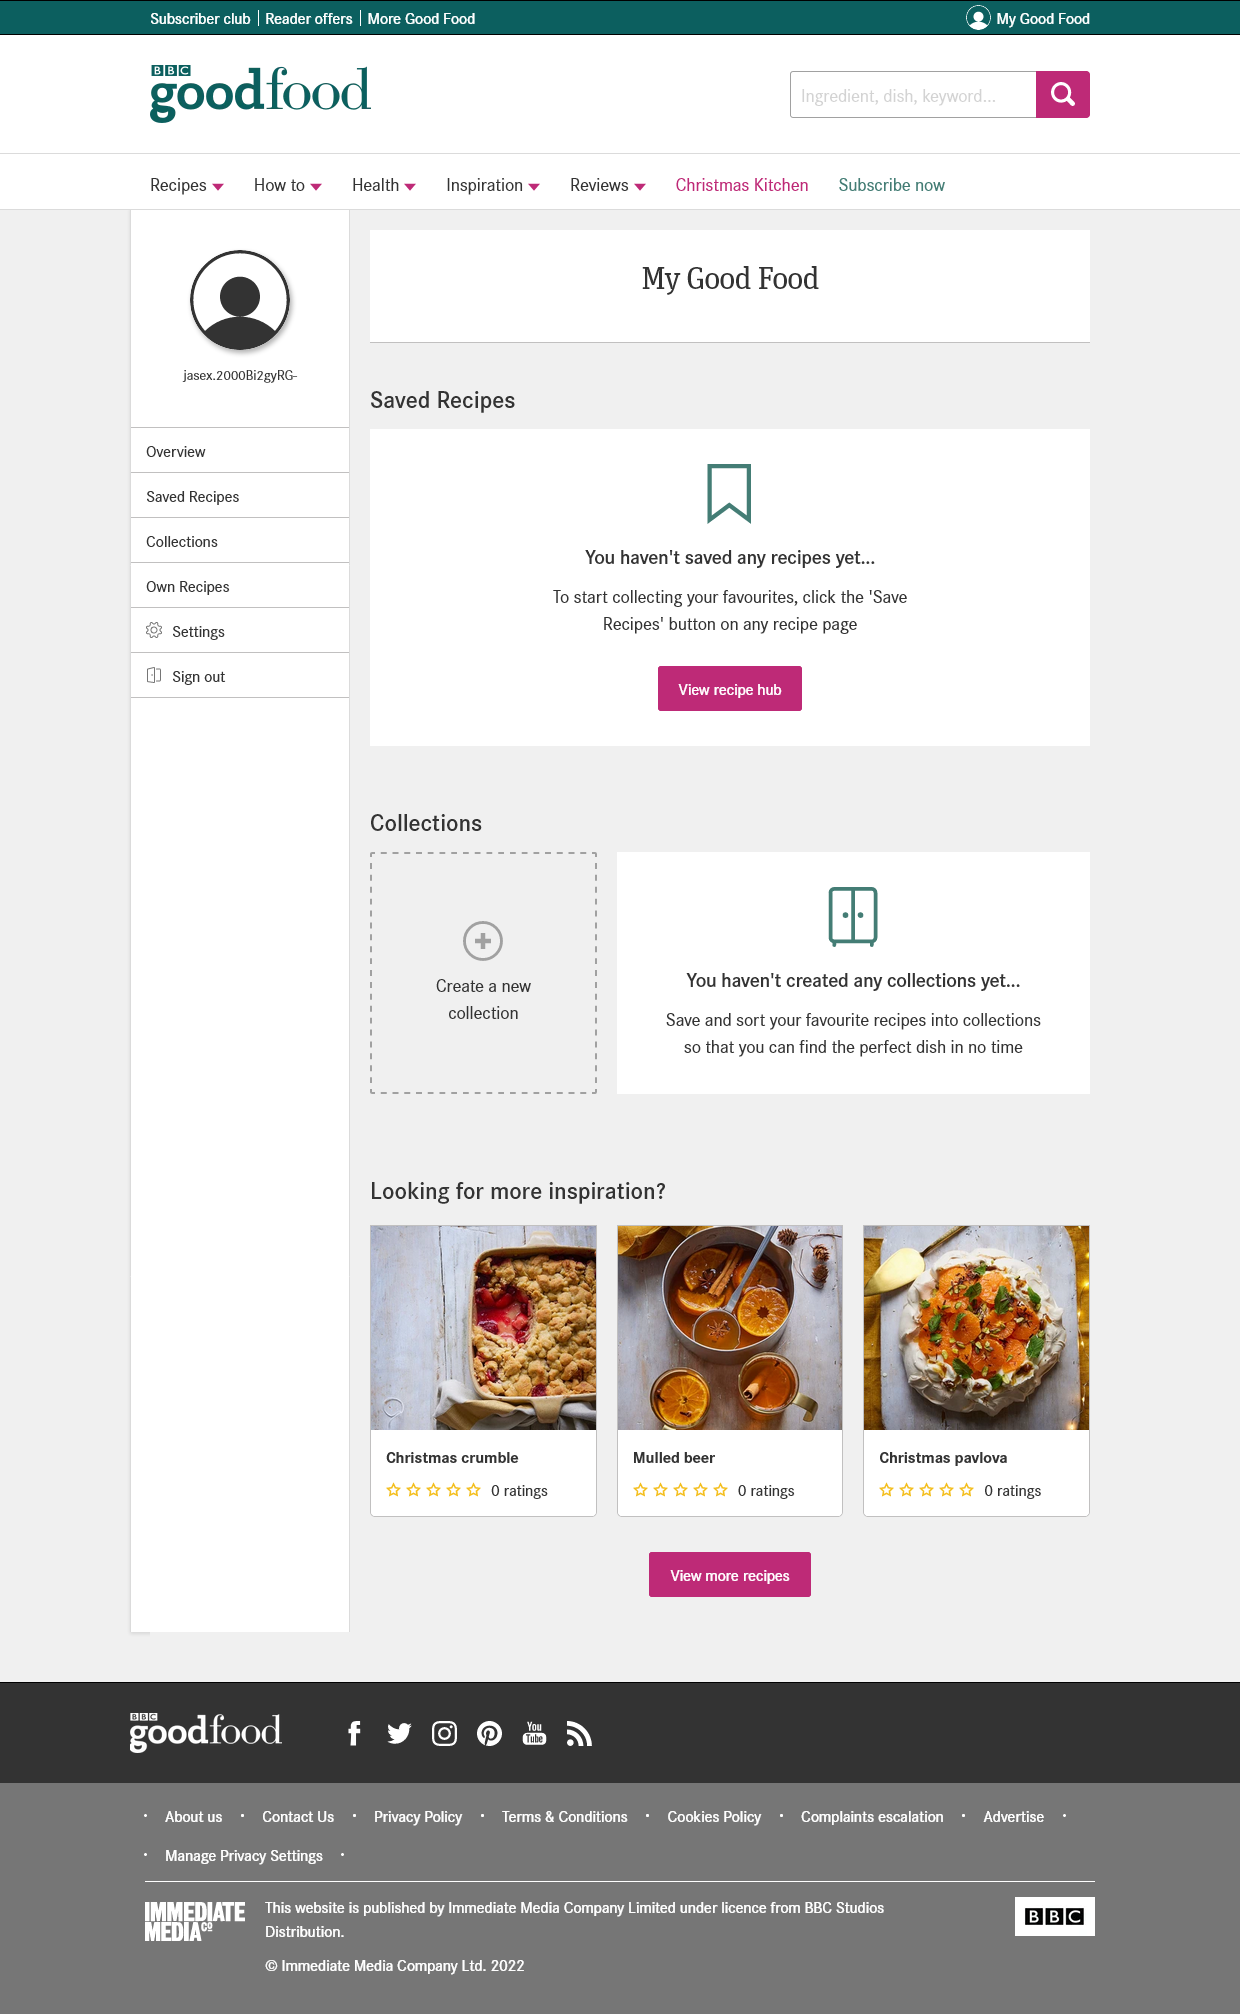 Subscriber club
Reader offers
More Good Food
My Good Food
BBC
goodfood
Ingredient, dish, keyword...
Recipes
How to
Health
Inspiration
Reviews
Christmas Kitchen
Subscribe now
jasex.2000Bi2gyRG-
Overview
Saved Recipes
Collections
Own Recipes
Settings
Sign out
My Good Food
Saved Recipes
You haven't saved any recipes yet...
To start collecting your favourites, click the 'Save
Recipes' button on any recipe page
View recipe hub
Collections
Create a new
collection
You haven't created any collections yet...
Save and sort your favourite recipes into collections
so that you can find the perfect dish in no time
Looking for more inspiration?
Christmas crumble
0 ratings
Mulled beer
0 ratings
Christmas pavlova
0 ratings
View more recipes
BBC
goodfood
You
Tube
About us
Contact Us
Privacy Policy
Terms & Conditions
Cookies Policy
Complaints escalation
Advertise
Manage Privacy Settings
IMMEDIATE
MEDIA Co
This website is published by Immediate Media Company Limited under licence from BBC Studios
Distribution.
© Immediate Media Company Ltd. 2022
BBC